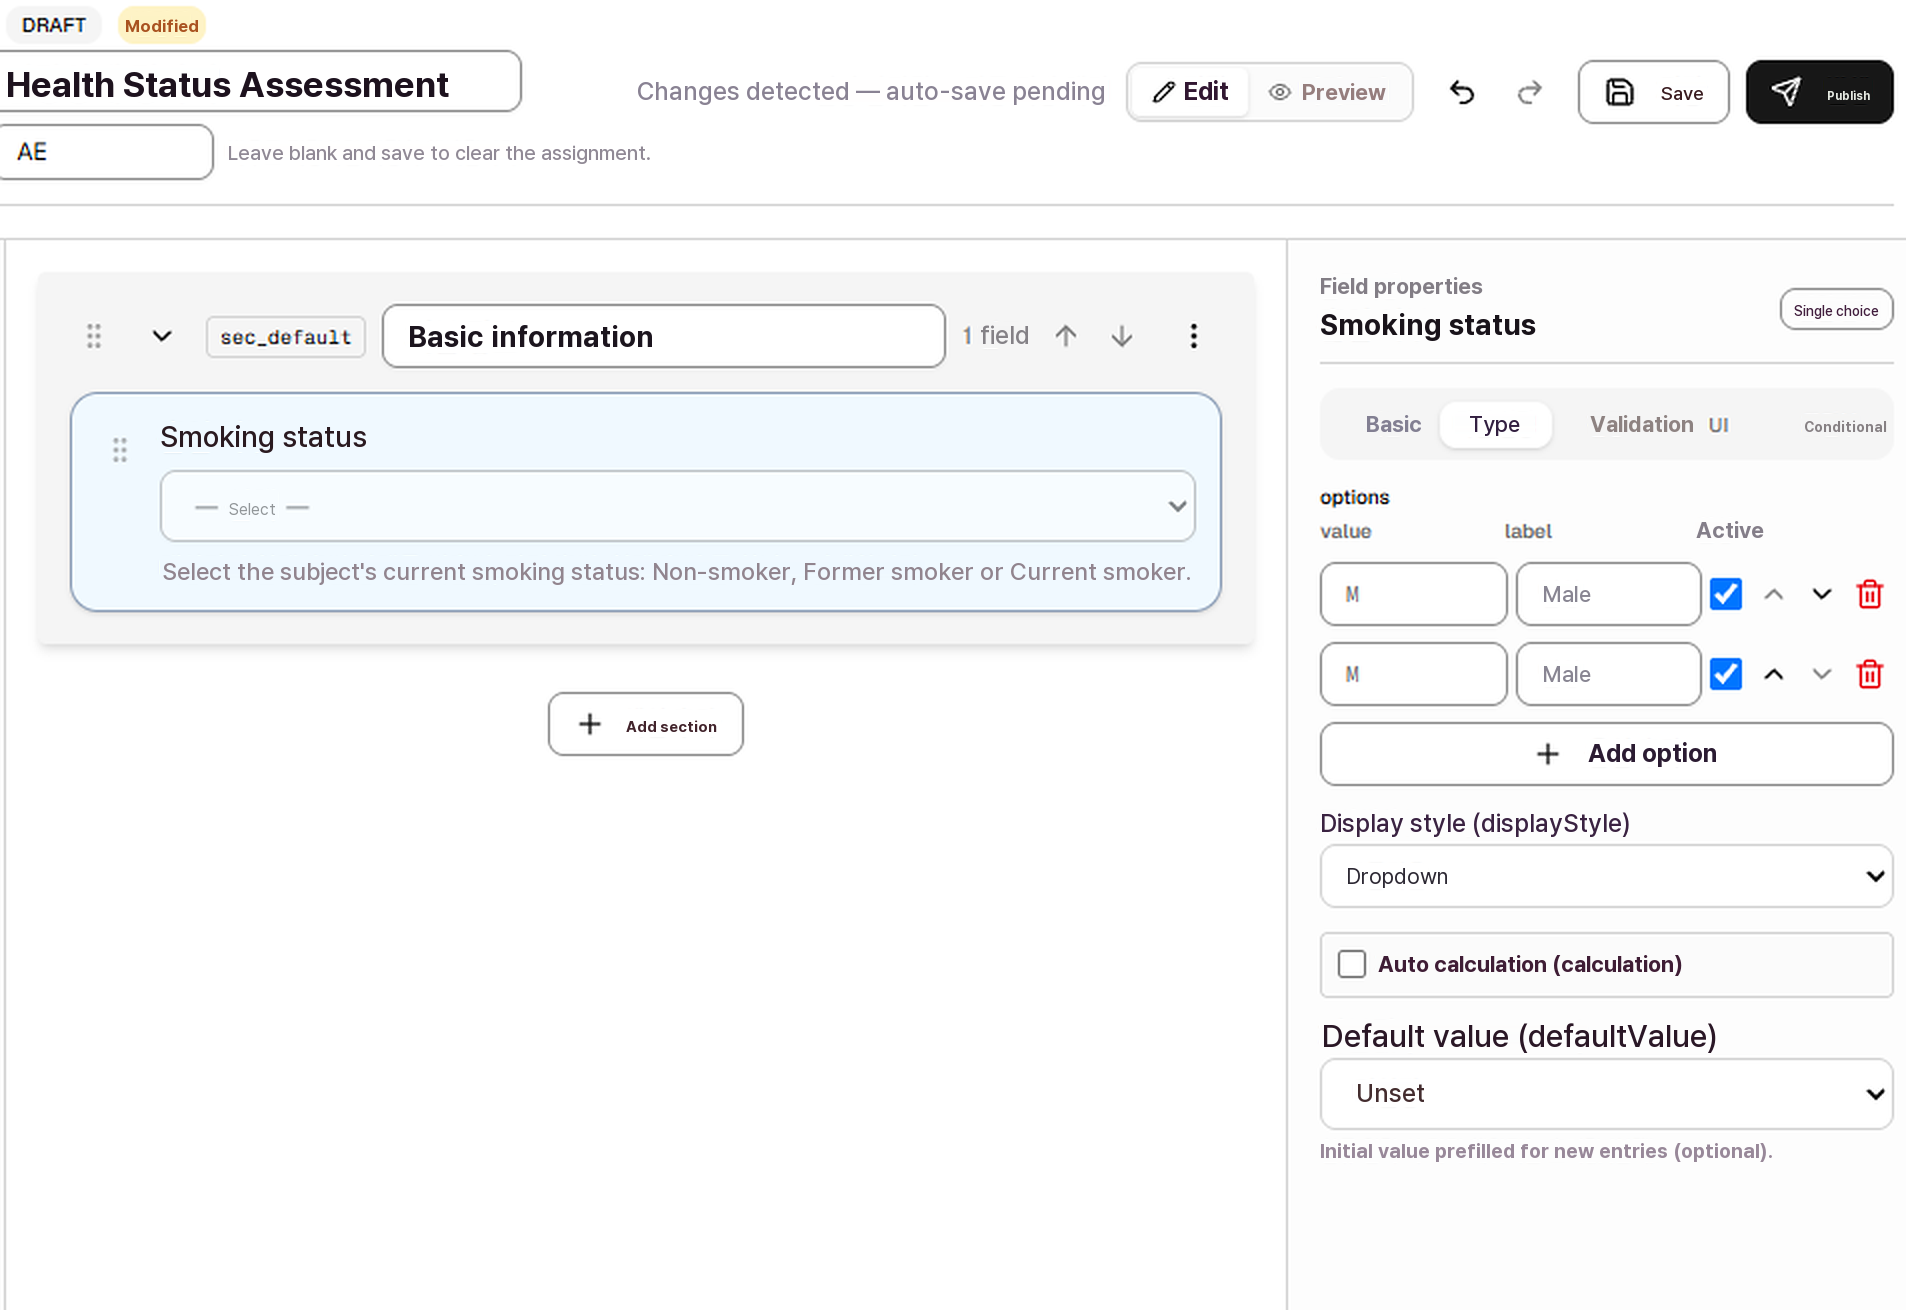 DRAFT Modified
Health Status Assessment
Changes detected — auto-save pending
Edit Preview
Save
Publish
AE
Leave blank and save to clear the assignment.
sec_default
Basic information
1 field
Smoking status
— Select —
Select the subject's current smoking status: Non-smoker, Former smoker or Current smoker.
Add section
Field properties
Smoking status
Single choice
Basic Type Validation UI Conditional
options
value label Active
M Male
M Male
Add option
Display style (displayStyle)
Dropdown
Auto calculation (calculation)
Default value (defaultValue)
Unset
Initial value prefilled for new entries (optional).